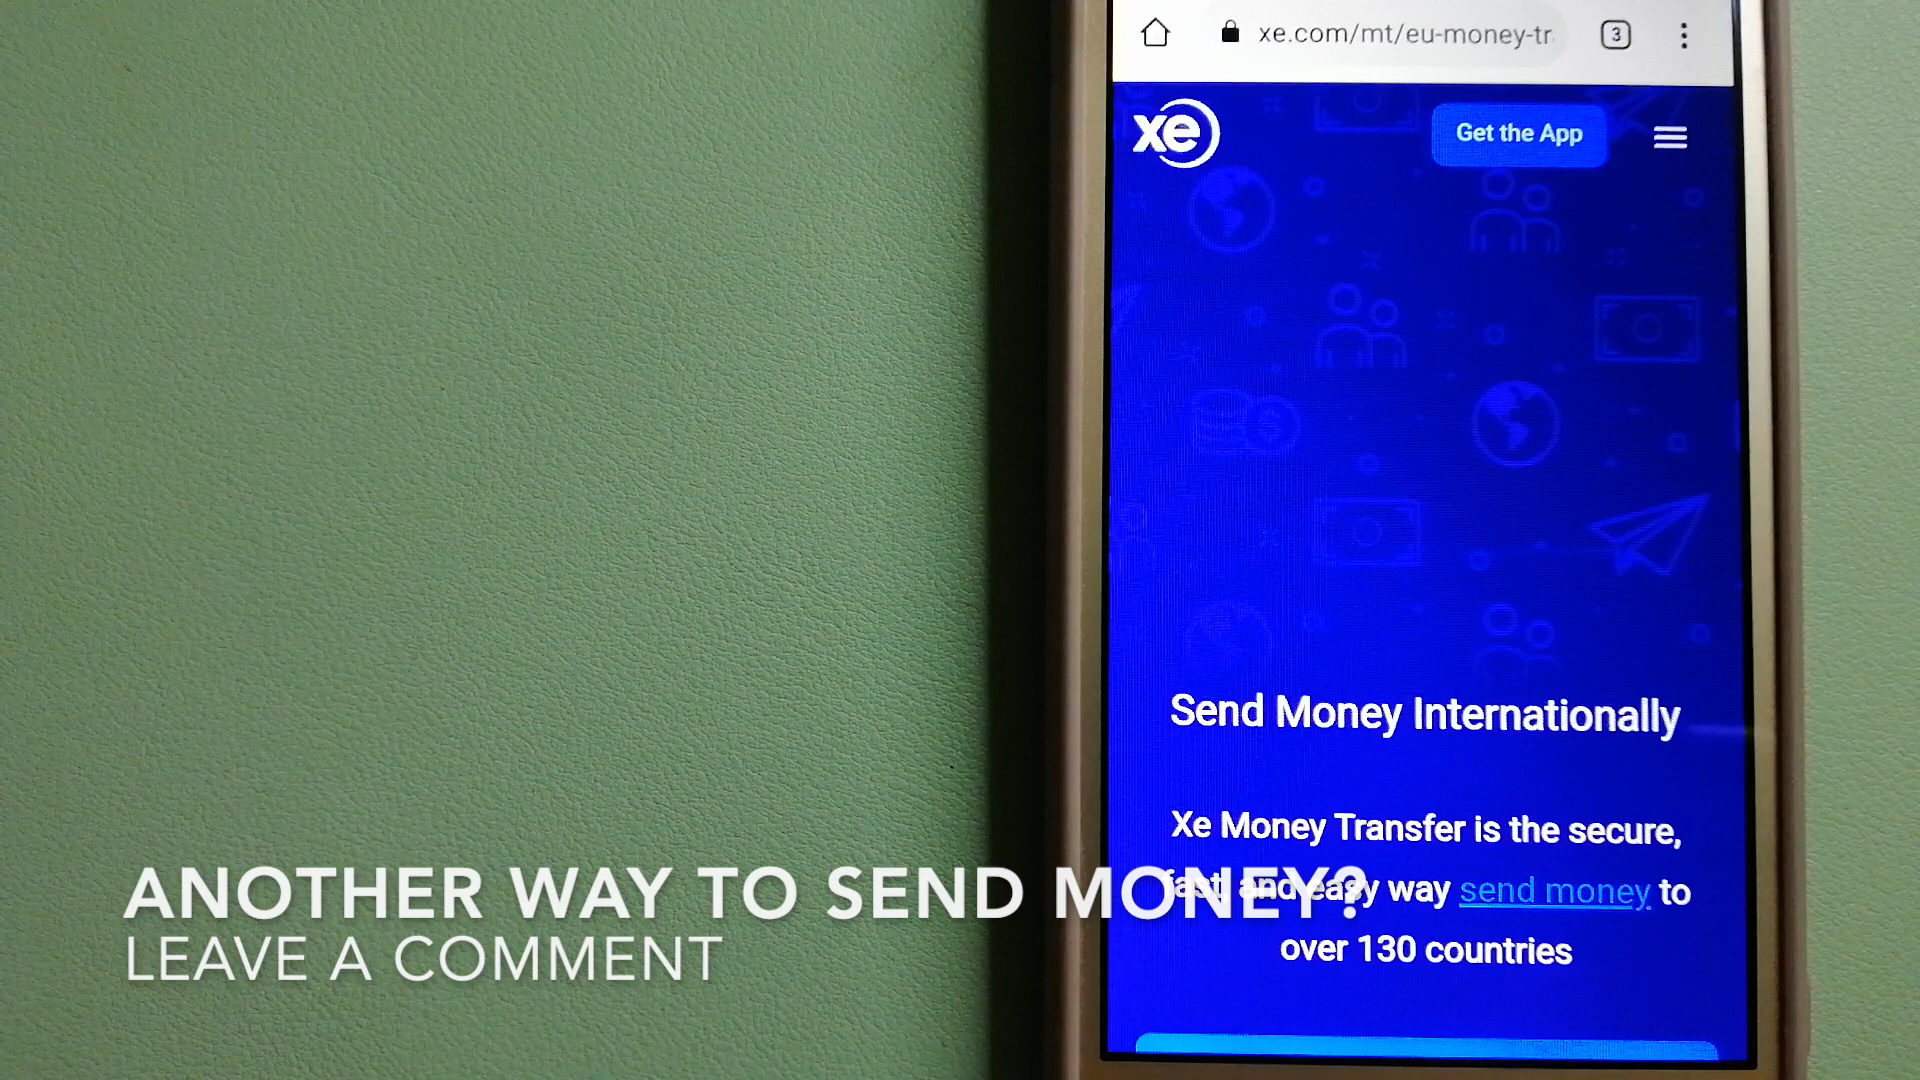 xe.com/mt/eu-money-tr
3
xe
Get the App
Send Money Internationally
Xe Money Transfer is the secure,
fast and easy way send money to
over 130 countries
ANOTHER WAY TO SEND MONEY?
LEAVE A COMMENT